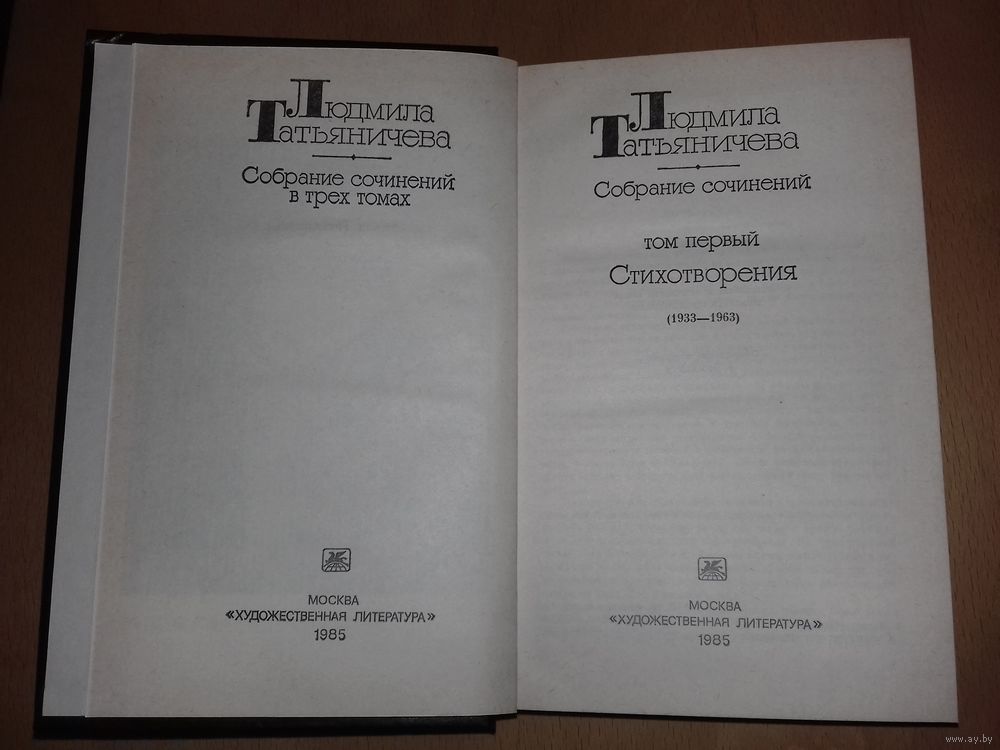 Людмила
Татьяничева
Собрание сочинений
в трех томах
МОСКВА
«ХУДОЖЕСТВЕННАЯ ЛИТЕРАТУРА»
1985
Людмила
Татьяничева
Собрание сочинений
том первый
Стихотворения
(1933—1963)
МОСКВА
«ХУДОЖЕСТВЕННАЯ ЛИТЕРАТУРА»
1985
www.ay.by